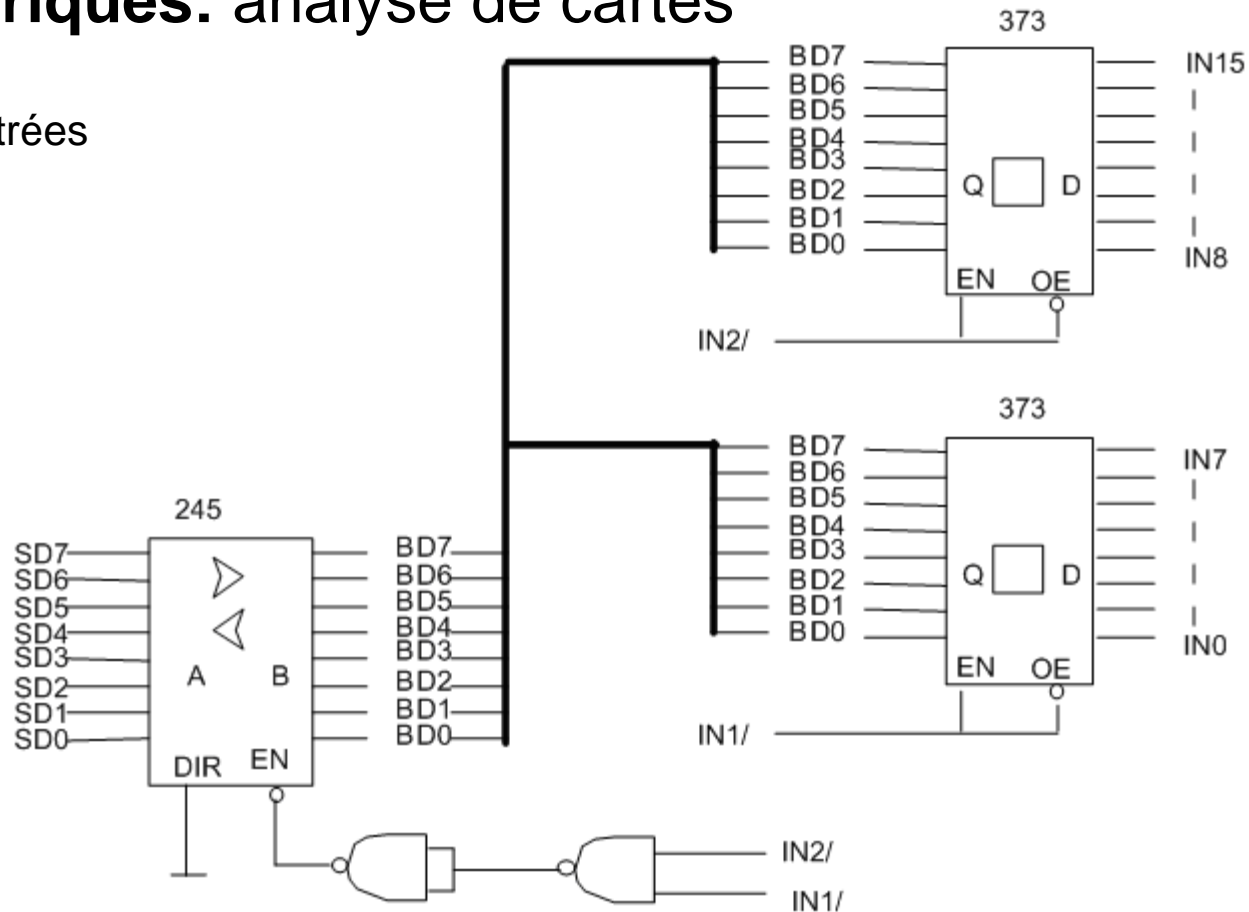 riques: analyse de cartes
trées
373
BD7
BD6
BD5
BD4
BD3
BD2
BD1
BD0
Q D
EN OE
IN15
IN8
IN2/
373
BD7
BD6
BD5
BD4
BD3
BD2
BD1
BD0
Q D
EN OE
IN7
IN0
IN1/
245
SD7
SD6
SD5
SD4
SD3
SD2
SD1
SD0
A B
DIR EN
BD7
BD6
BD5
BD4
BD3
BD2
BD1
BD0
IN2/
IN1/